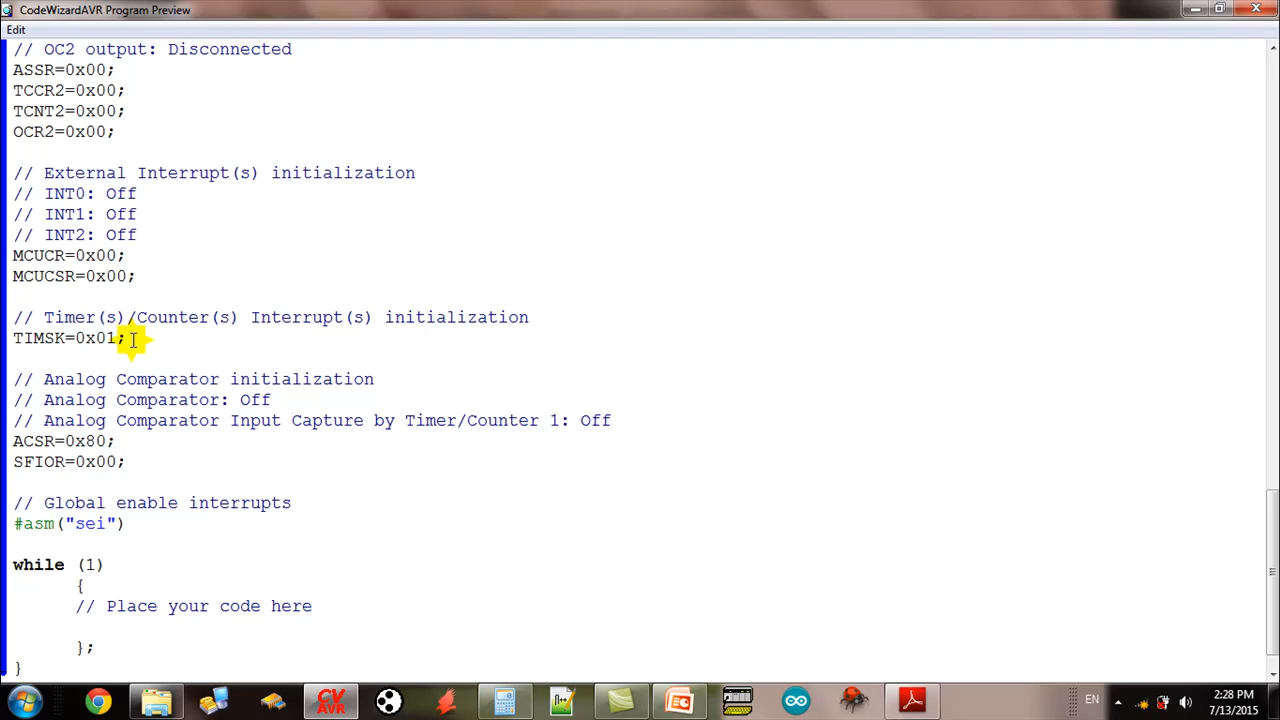 CodeWizardAVR Program Preview
Edit
// OC2 output: Disconnected
ASSR=0x00;
TCCR2=0x00;
TCNT2=0x00;
OCR2=0x00;
// External Interrupt(s) initialization
// INT0: Off
// INT1: Off
// INT2: Off
MCUCR=0x00;
MCUCSR=0x00;
// Timer(s)/Counter(s) Interrupt(s) initialization
TIMSK=0x01;
// Analog Comparator initialization
// Analog Comparator: Off
// Analog Comparator Input Capture by Timer/Counter 1: Off
ACSR=0x80;
SFIOR=0x00;
// Global enable interrupts
#asm("sei")
while (1)
{
// Place your code here
};
}
CV
AVR
EN
2:28 PM
7/13/2015